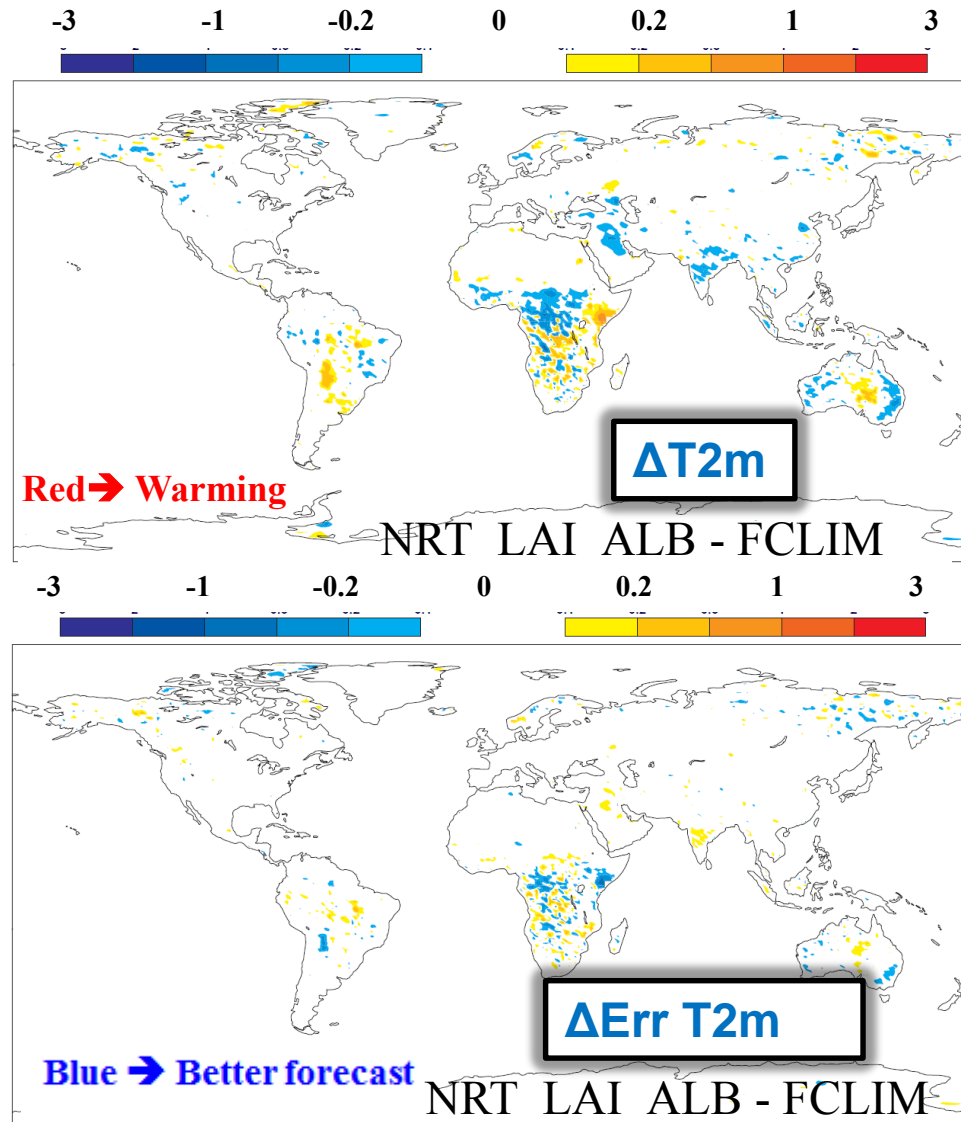 -3 -1 -0.2 0 0.2 1 3
ΔT2m
Red➔ Warming
NRT LAI ALB - FCLIM
-3 -1 -0.2 0 0.2 1 3
ΔErr T2m
Blue ➔ Better forecast
NRT LAI ALB - FCLIM